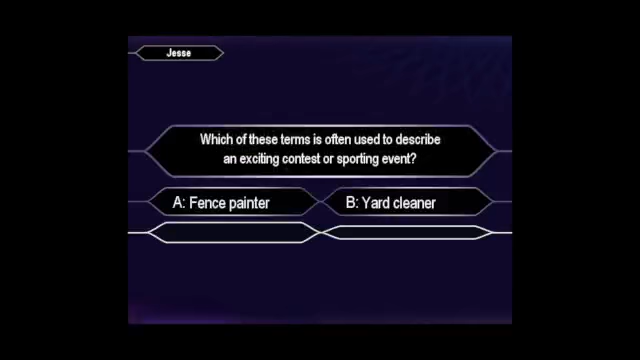 Jesse
Which of these terms is often used to describe
an exciting contest or sporting event?
A: Fence painter
B: Yard cleaner